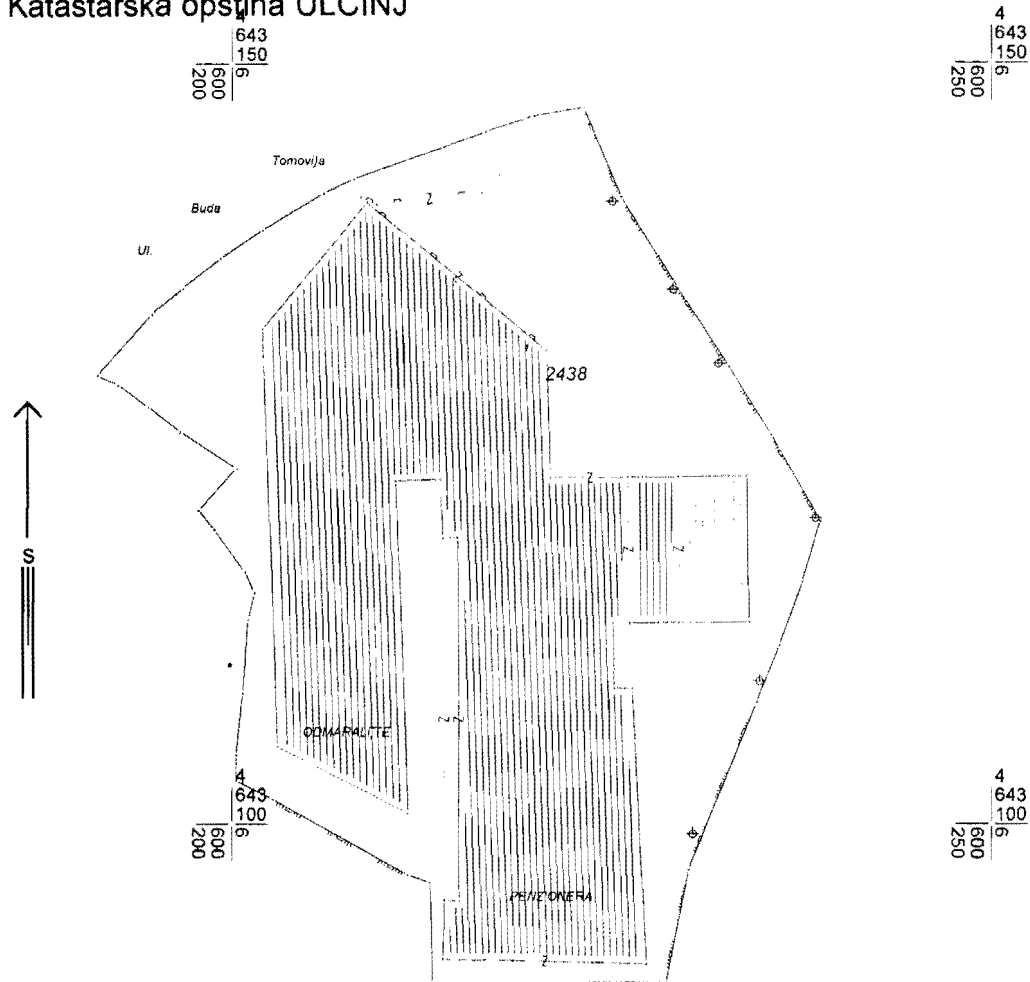 Katastarska opština ULCINJ
4
643
150
6
600
200
4
643
150
6
600
250
Tomovija
Buda
Ul.
Z
2438
Z
S
Z
Z
Z
Z
ODMARALIŠTE
4
643
100
6
600
200
4
643
100
6
600
250
PENZIONERA
Z